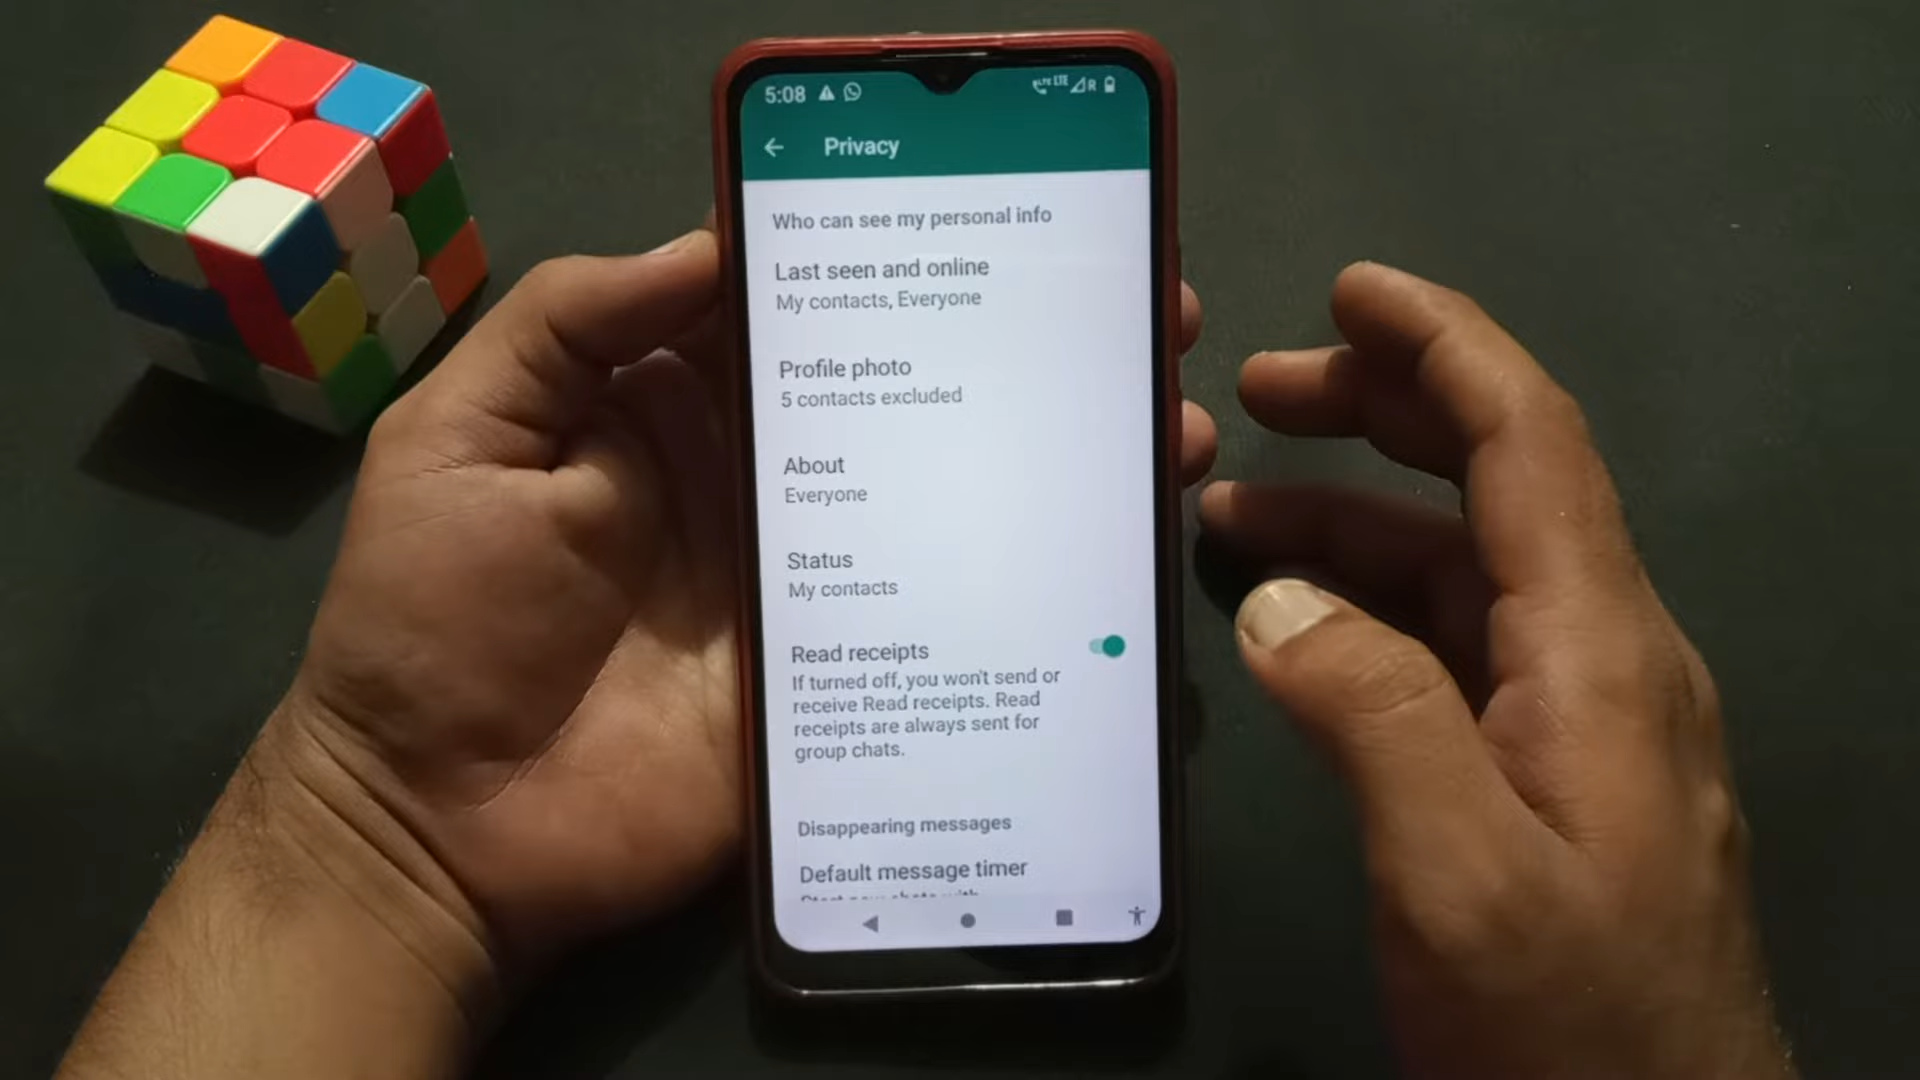 5:08
LTE R
Privacy
Who can see my personal info
Last seen and online
My contacts, Everyone
Profile photo
5 contacts excluded
About
Everyone
Status
My contacts
Read receipts
If turned off, you won't send or
receive Read receipts. Read
receipts are always sent for
group chats.
Disappearing messages
Default message timer